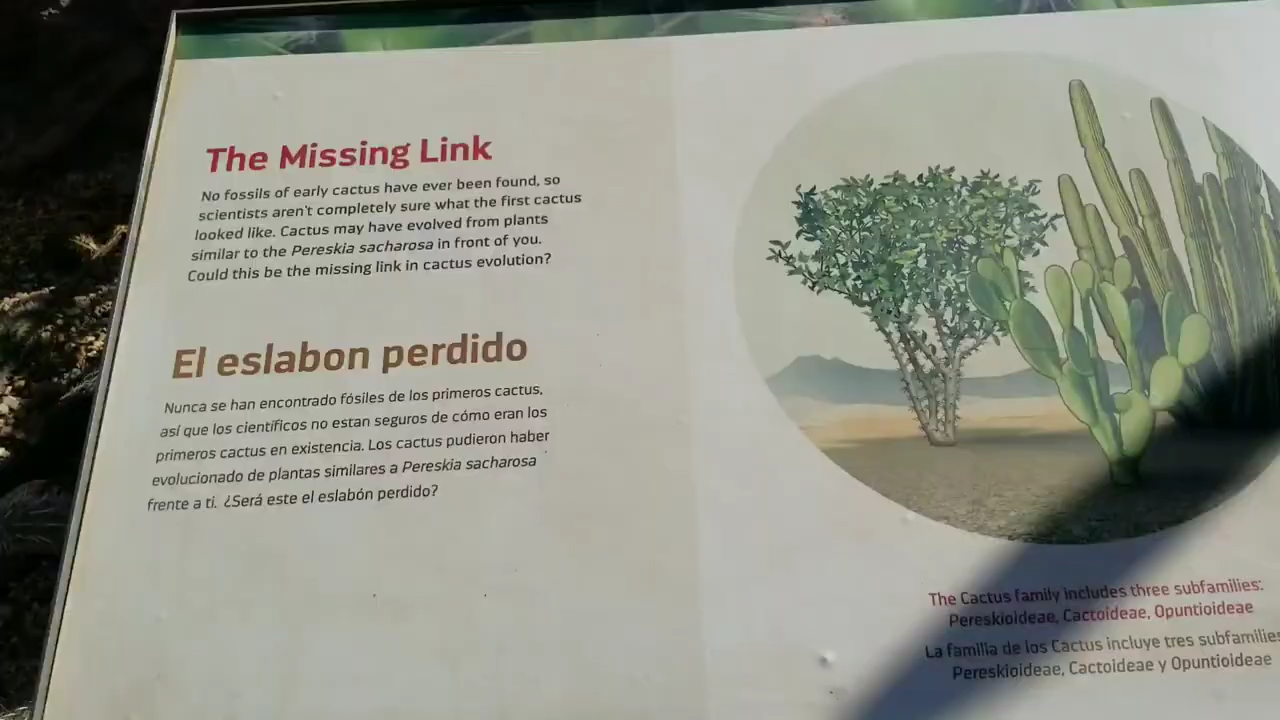 The Missing Link
No fossils of early cactus have ever been found, so
scientists aren't completely sure what the first cactus
looked like. Cactus may have evolved from plants
similar to the Pereskia sacharosa in front of you.
Could this be the missing link in cactus evolution?
El eslabon perdido
Nunca se han encontrado fósiles de los primeros cactus,
así que los científicos no estan seguros de cómo eran los
primeros cactus en existencia. Los cactus pudieron haber
evolucionado de plantas similares a Pereskia sacharosa
frente a ti. ¿Será este el eslabón perdido?
The Cactus family includes three subfamilies:
Pereskioideae, Cactoideae, Opuntioideae
La familia de los Cactus incluye tres subfamilies
Pereskioideae, Cactoideae y Opuntioideae